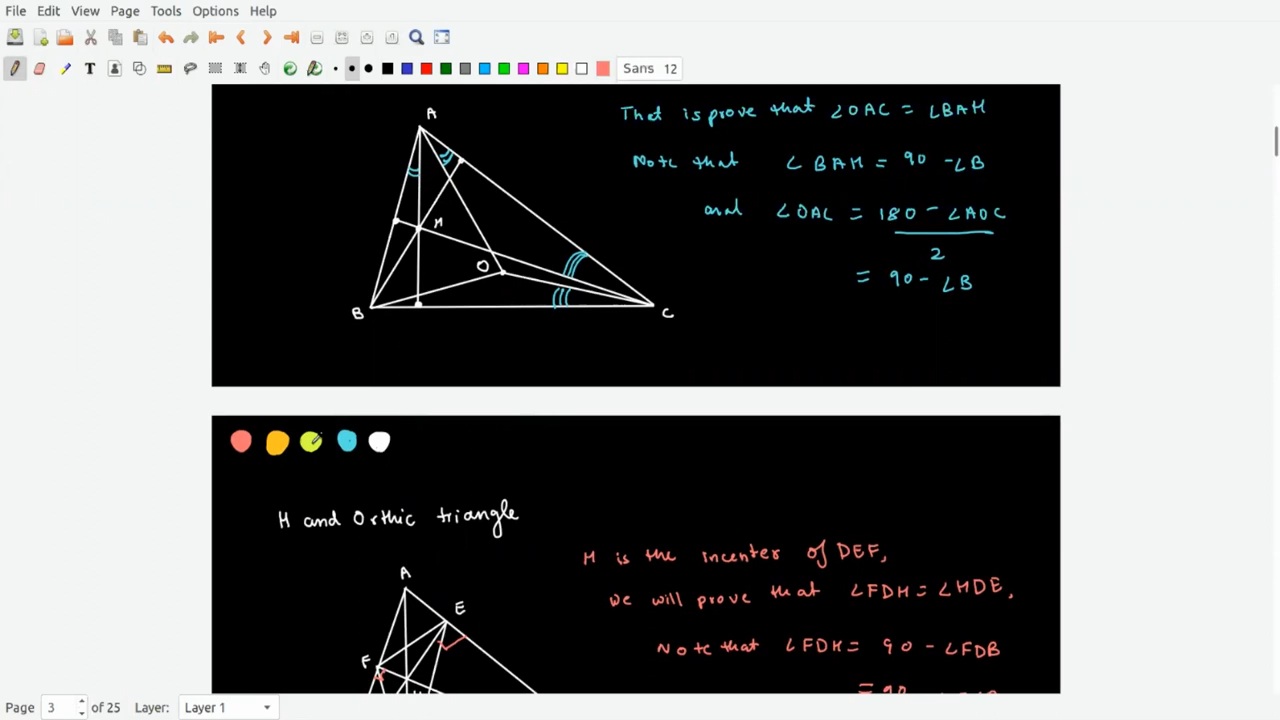 File Edit View Page Tools Options Help
Sans 12
A
That is prove that ∠OAC = ∠BAH
Note that ∠BAH = 90 - ∠B
and ∠OAC = 180 - ∠AOC
2
= 90 - ∠B
H
O
B
C
H and Orthic triangle
H is the incenter of DEF,
we will prove that ∠FDH = ∠HDE,
A
E
Note that ∠FDH = 90 - ∠FDB
F
= 90
Page 3 of 25 Layer: Layer 1